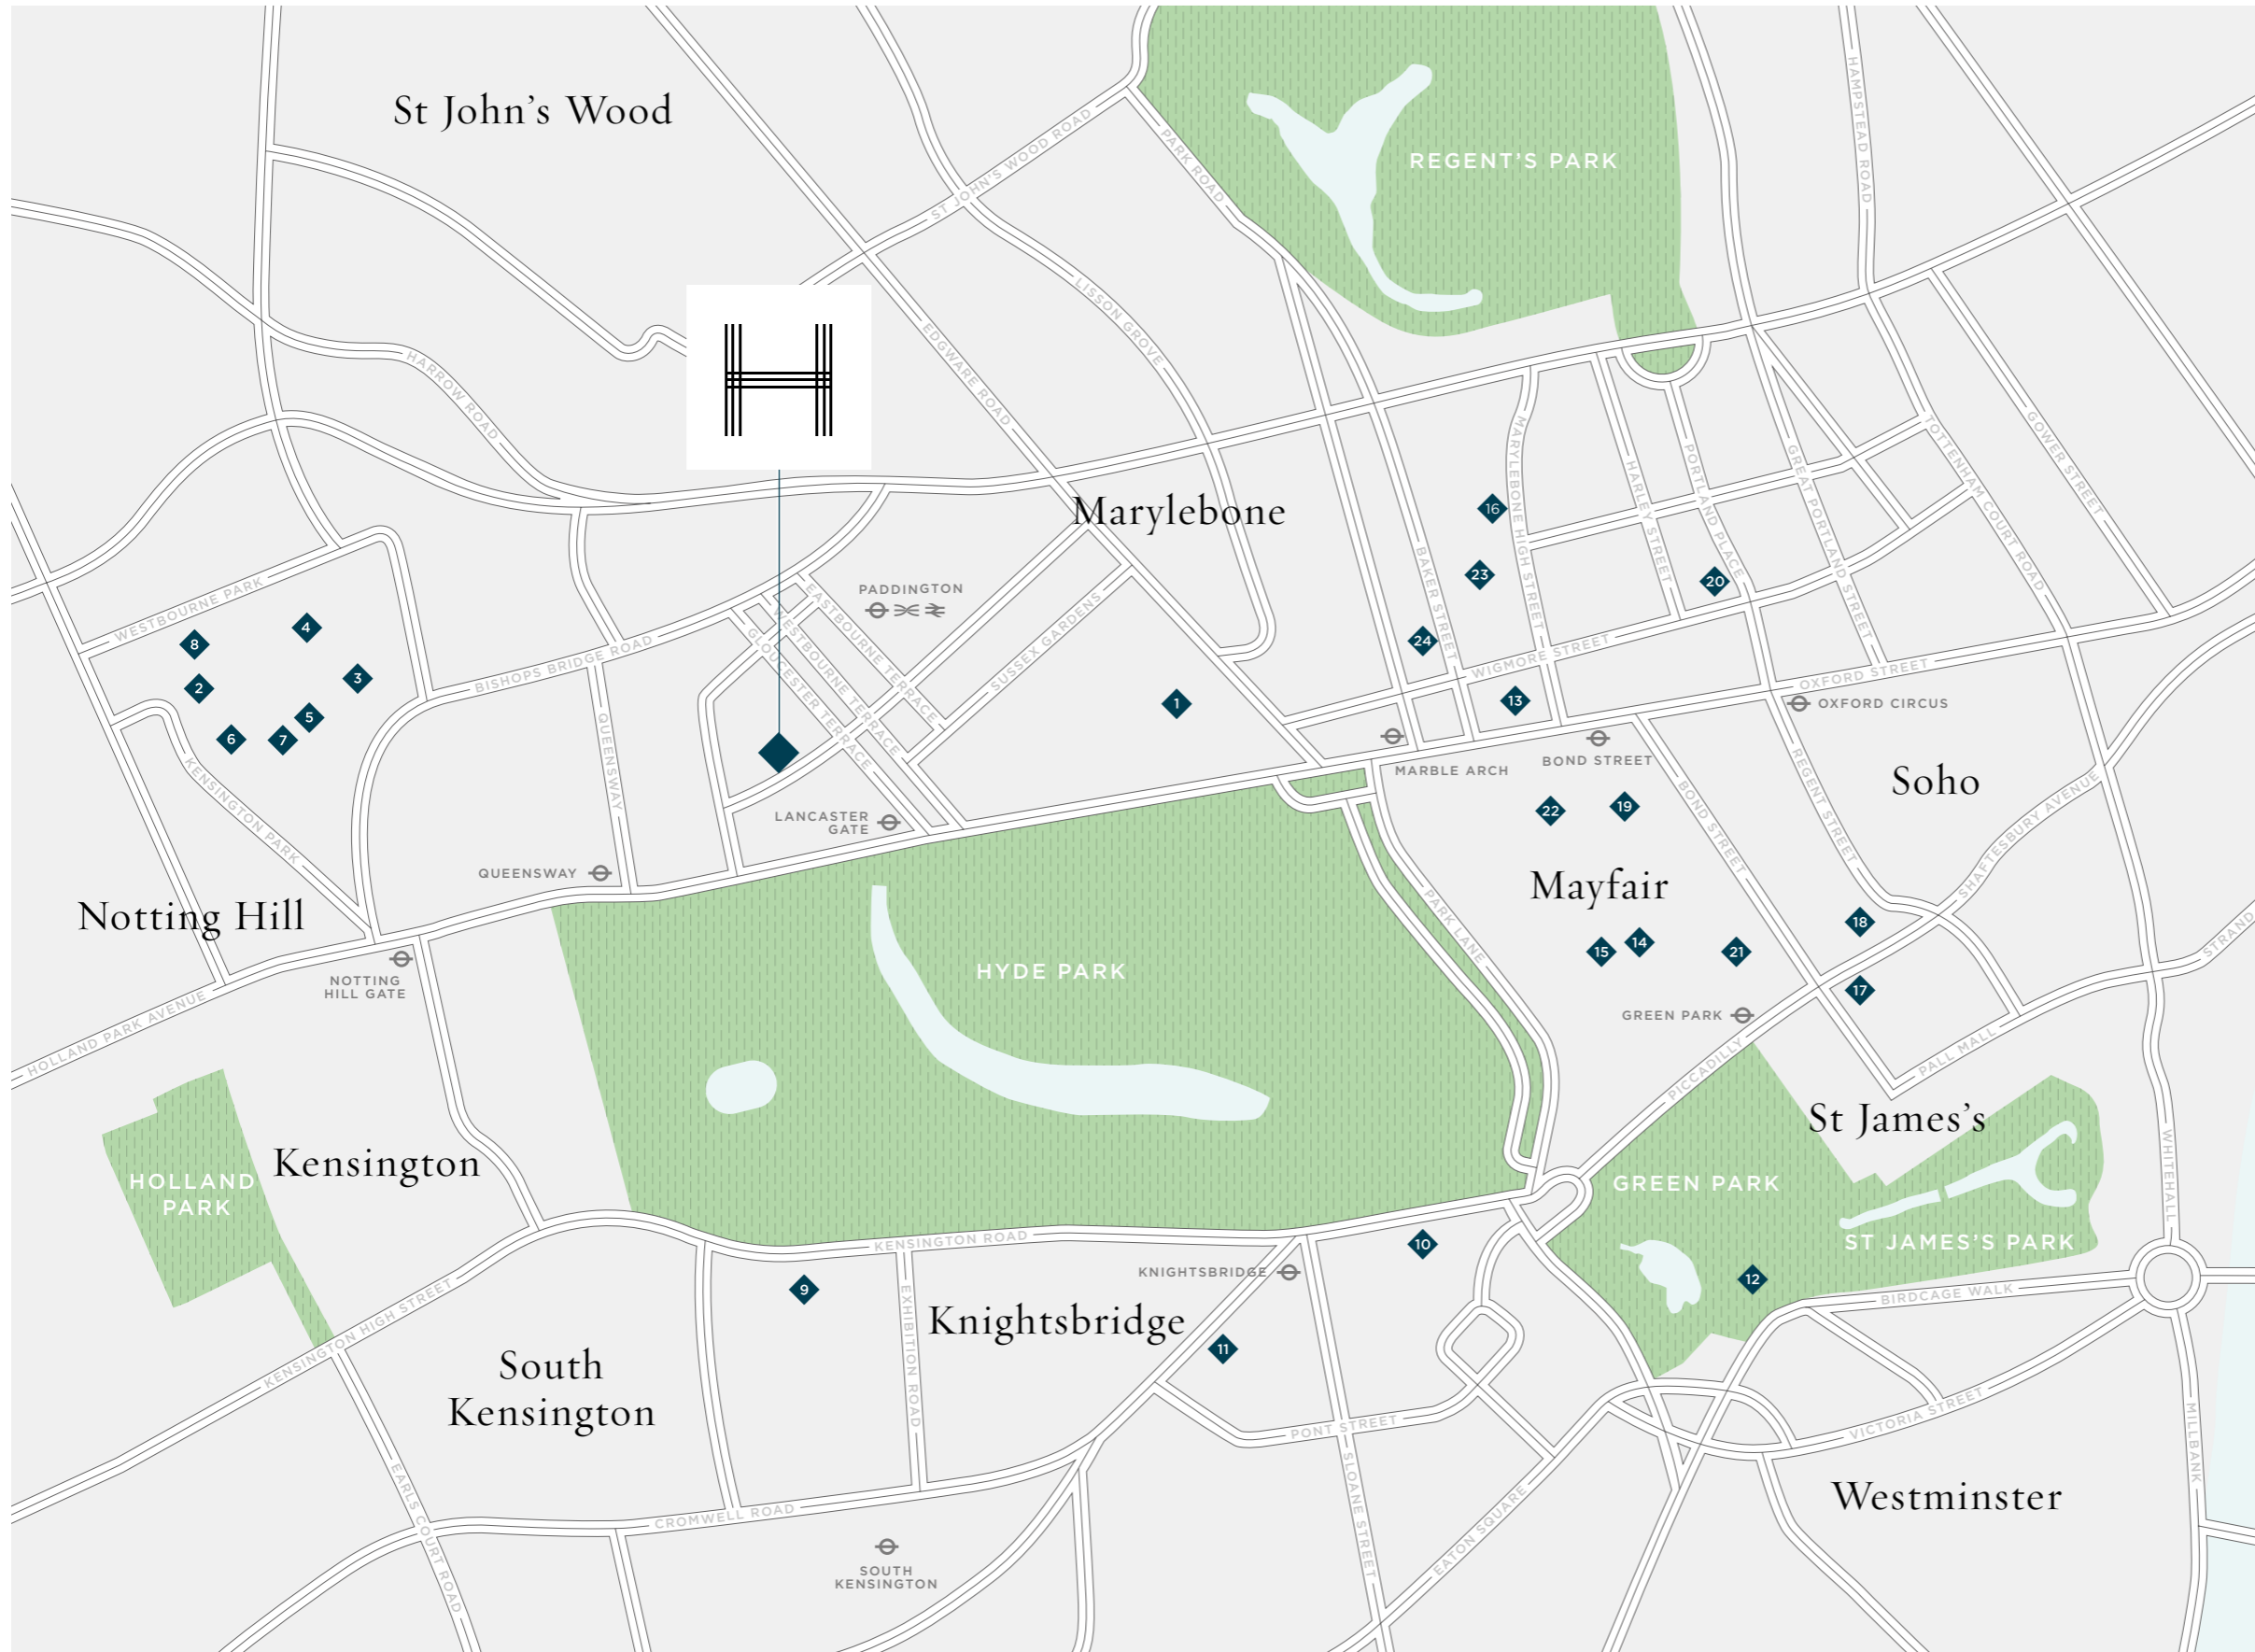 St John's Wood
REGENT'S PARK
HAMPSTEAD ROAD
ST JOHN'S WOOD ROAD
PARK ROAD
LISSON GROVE
EDGWARE ROAD
HARROW ROAD
H
Marylebone
MARYLEBONE HIGH STREET
HARLEY STREET
PORTLAND PLACE
GREAT PORTLAND STREET
TOTTENHAM COURT ROAD
GOWER STREET
16
BAKER STREET
23
20
PADDINGTON
EASTBOURNE TERRACE
WESTBOURNE TERRACE
GLOUCESTER TERRACE
SUSSEX GARDENS
WESTBOURNE PARK
4
8
3
2
5
6
7
BISHOPS BRIDGE ROAD
24
WIGMORE STREET
1
13
OXFORD STREET
OXFORD CIRCUS
QUEENSWAY
MARBLE ARCH
BOND STREET
BOND STREET
REGENT STREET
Soho
SHAFTESBURY AVENUE
KENSINGTON PARK
LANCASTER
GATE
22
19
QUEENSWAY
Mayfair
PARK LANE
Notting Hill
18
STRAND
15
14
21
NOTTING
HILL GATE
HYDE PARK
17
HOLLAND PARK AVENUE
GREEN PARK
PICCADILLY
PALL MALL
St James's
HOLLAND
PARK
Kensington
GREEN PARK
WHITEHALL
ST JAMES'S PARK
KENSINGTON ROAD
10
KNIGHTSBRIDGE
12
9
BIRDCAGE WALK
EXHIBITION ROAD
Knightsbridge
11
KENSINGTON HIGH STREET
South
Kensington
PONT STREET
VICTORIA STREET
MILLBANK
SLOANE STREET
EARLS COURT ROAD
CROMWELL ROAD
EATON SQUARE
Westminster
SOUTH
KENSINGTON